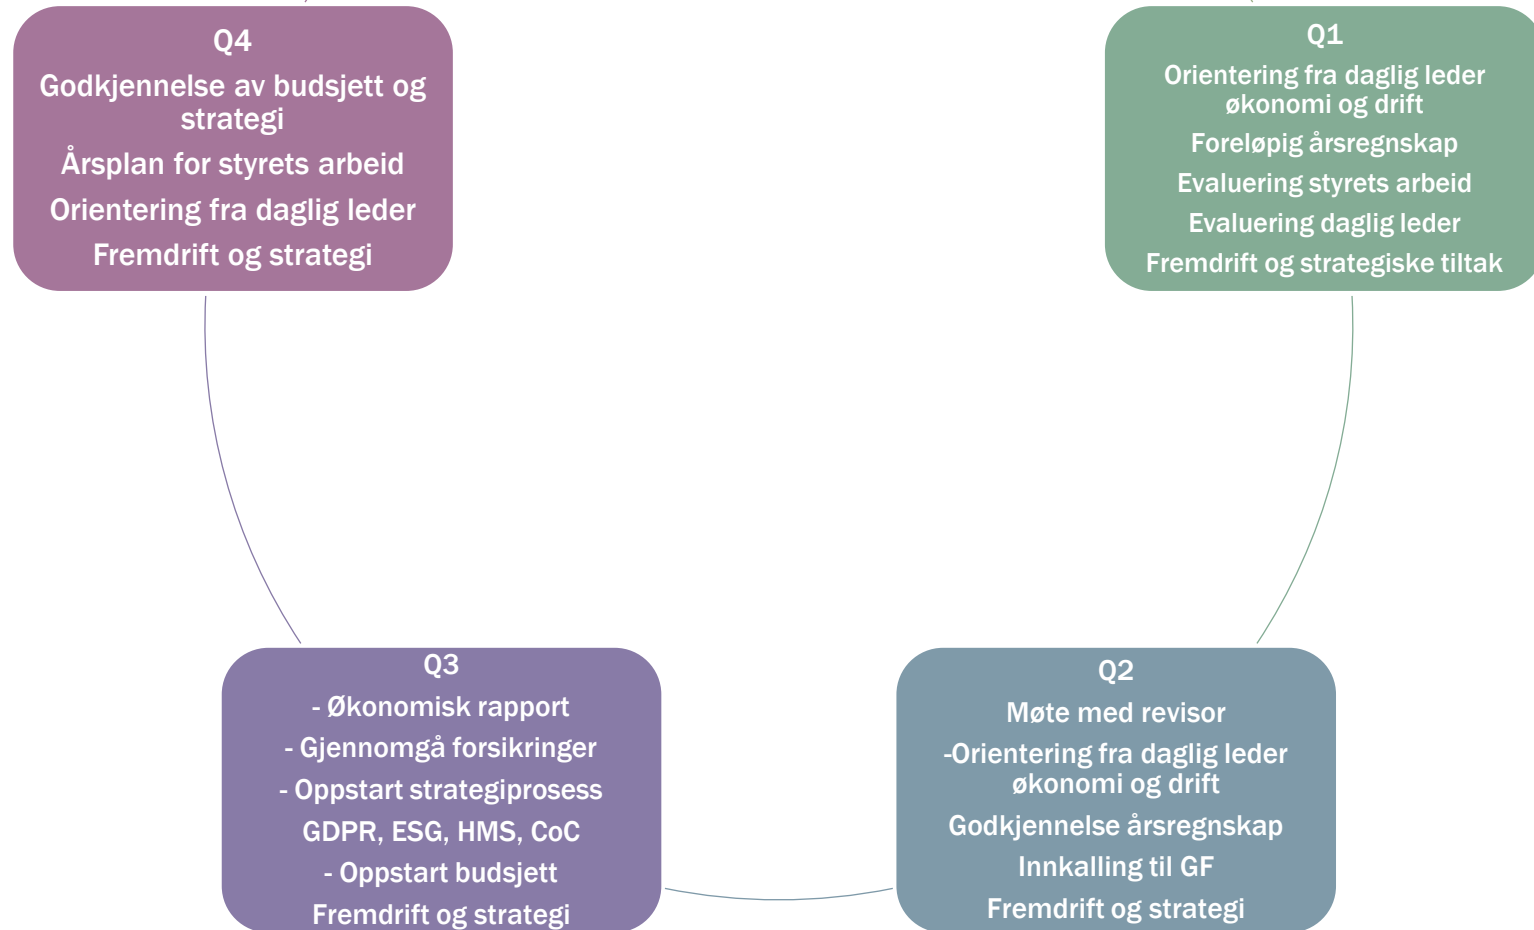 Q4
Godkjennelse av budsjett og
strategi
Årsplan for styrets arbeid
Orientering fra daglig leder
Fremdrift og strategi
Q1
Orientering fra daglig leder
økonomi og drift
Foreløpig årsregnskap
Evaluering styrets arbeid
Evaluering daglig leder
Fremdrift og strategiske tiltak
Q3
- Økonomisk rapport
- Gjennomgå forsikringer
- Oppstart strategiprosess
GDPR, ESG, HMS, CoC
- Oppstart budsjett
Fremdrift og strategi
Q2
Møte med revisor
-Orientering fra daglig leder
økonomi og drift
Godkjennelse årsregnskap
Innkalling til GF
Fremdrift og strategi